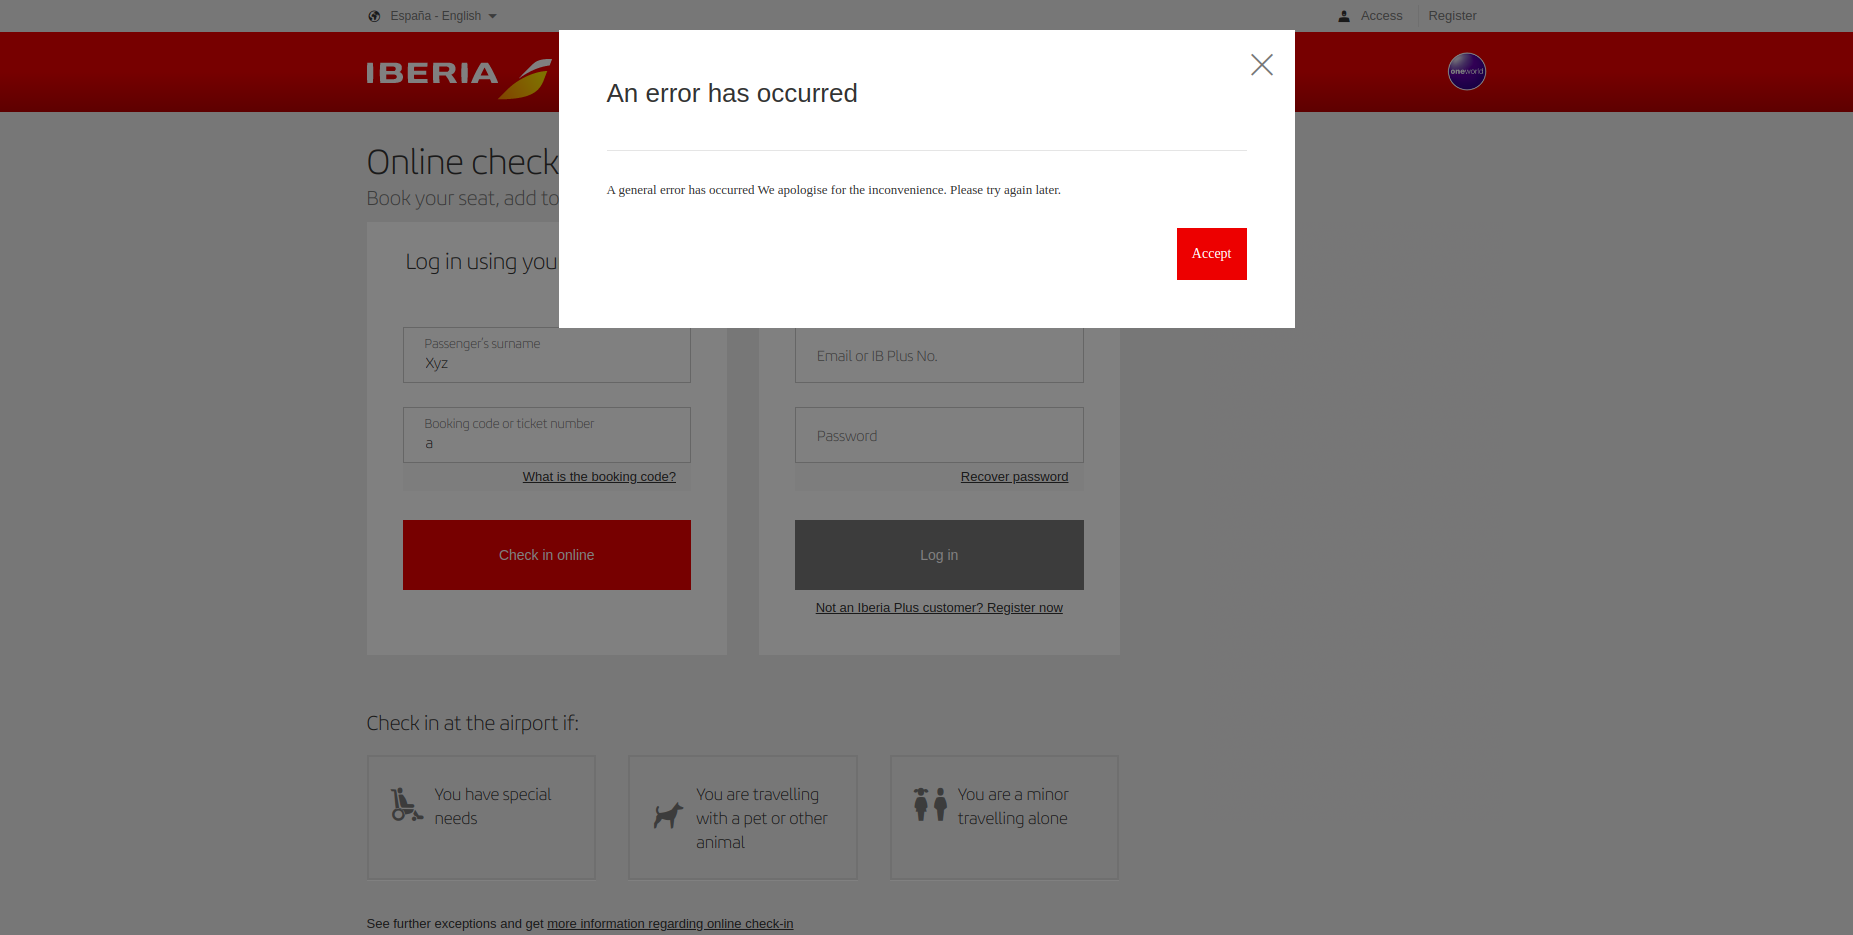 España - English
Access
Register
IBERIA
oneworld
An error has occurred
A general error has occurred We apologise for the inconvenience. Please try again later.
Accept
Online check
Book your seat, add to
Log in using you
Passenger's surname
Xyz
Booking code or ticket number
a
What is the booking code?
Check in online
Email or IB Plus No.
Password
Recover password
Log in
Not an Iberia Plus customer? Register now
Check in at the airport if:
You have special
needs
You are travelling
with a pet or other
animal
You are a minor
travelling alone
See further exceptions and get more information regarding online check-in